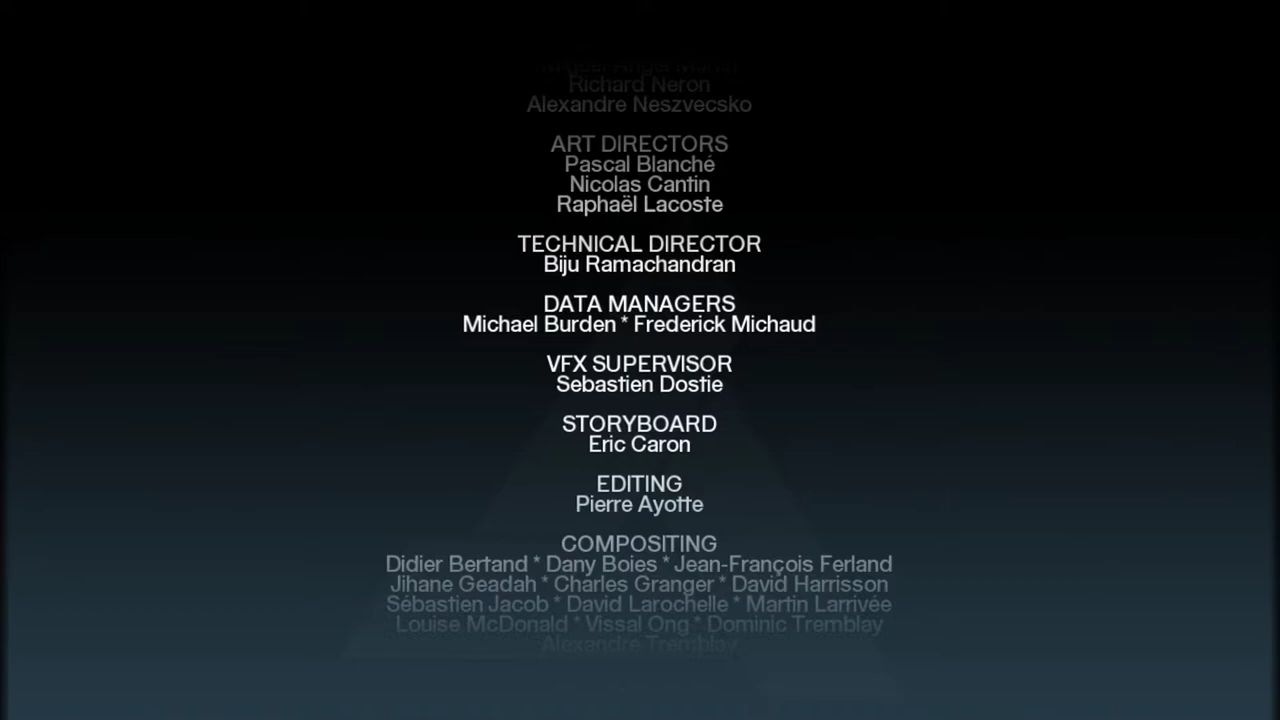 Richard Neron
Alexandre Neszvecsko
ART DIRECTORS
Pascal Blanché
Nicolas Cantin
Raphaël Lacoste
TECHNICAL DIRECTOR
Biju Ramachandran
DATA MANAGERS
Michael Burden * Frederick Michaud
VFX SUPERVISOR
Sebastien Dostie
STORYBOARD
Eric Caron
EDITING
Pierre Ayotte
COMPOSITING
Didier Bertand * Dany Boies * Jean-François Ferland
Jihane Geadah * Charles Granger * David Harrisson
Sébastien Jacob * David Larochelle * Martin Larrivée
Louise McDonald * Vissal Ong * Dominic Tremblay
Alexandre Tremblay